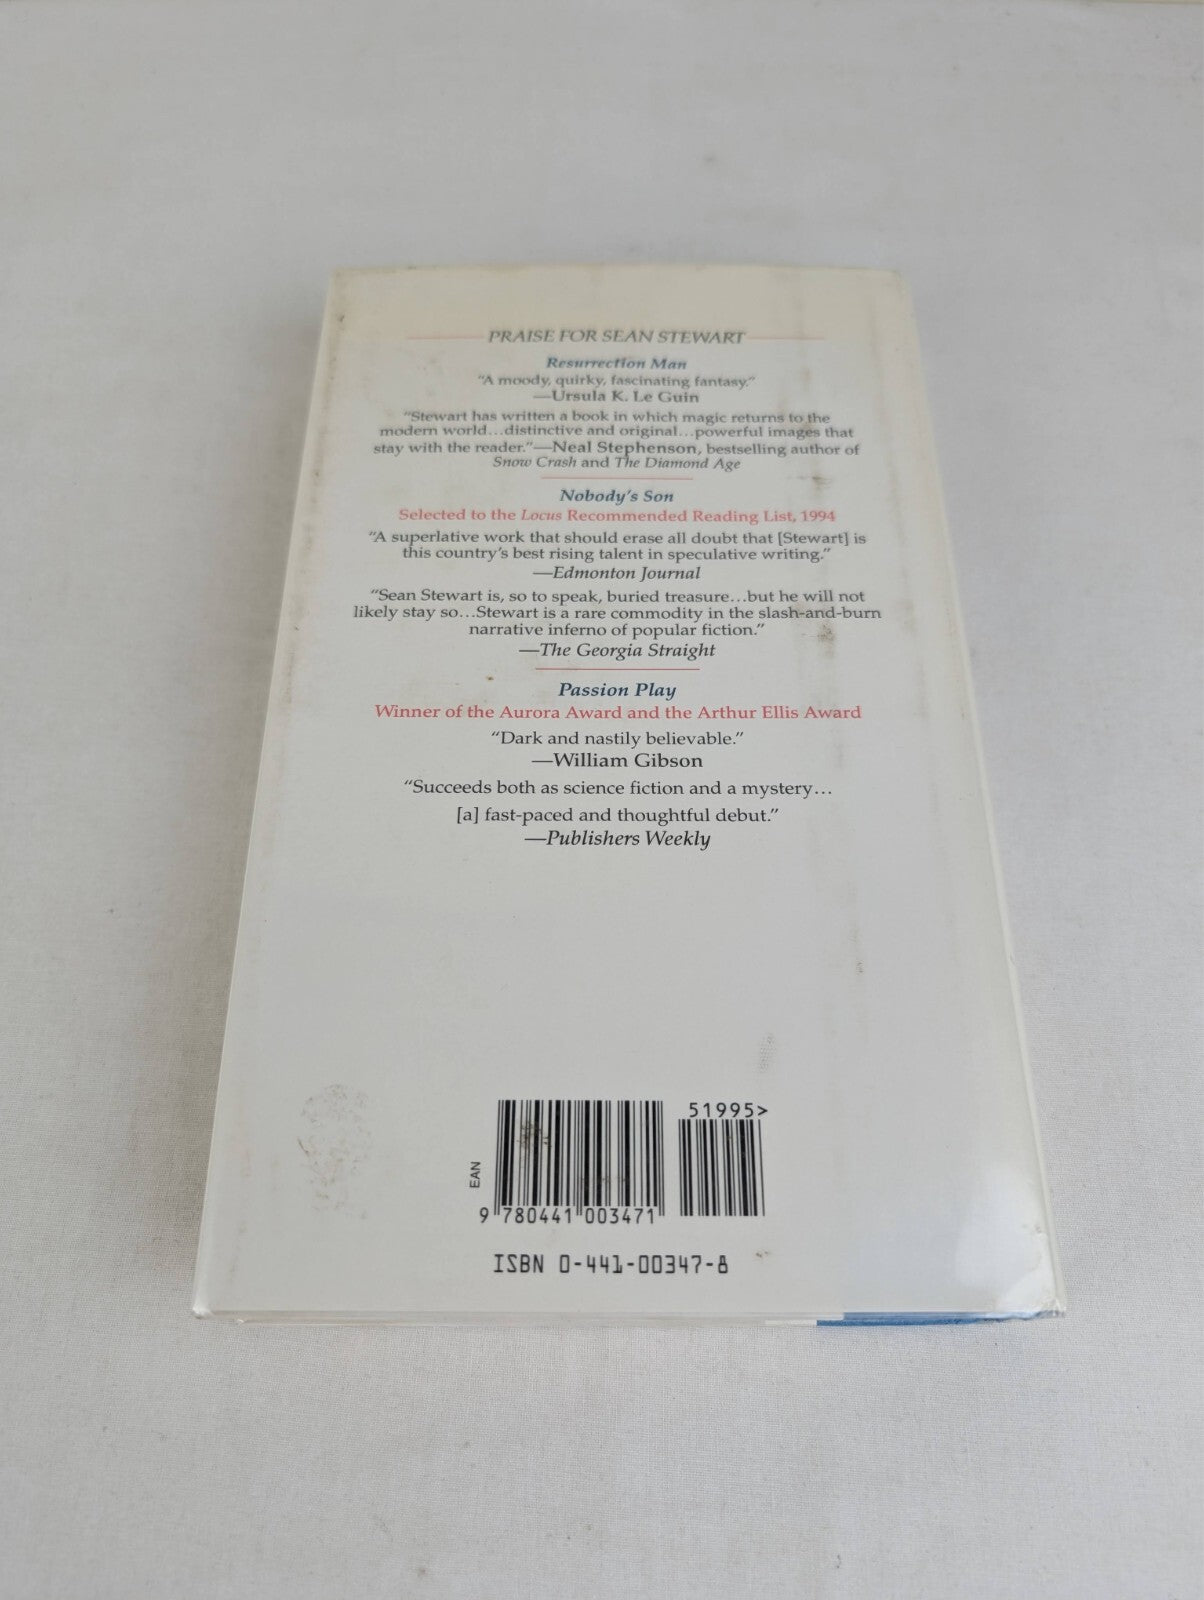 PRAISE FOR SEAN STEWART
Resurrection Man
"A moody, quirky, fascinating fantasy."
—Ursula K. Le Guin
"Stewart has written a book in which magic returns to the
modern world...distinctive and original...powerful images that
stay with the reader."—Neal Stephenson, bestselling author of
Snow Crash and The Diamond Age
Nobody's Son
Selected to the Locus Recommended Reading List, 1994
"A superlative work that should erase all doubt that [Stewart] is
this country's best rising talent in speculative writing."
—Edmonton Journal
"Sean Stewart is, so to speak, buried treasure...but he will not
likely stay so...Stewart is a rare commodity in the slash-and-burn
narrative inferno of popular fiction."
—The Georgia Straight
Passion Play
Winner of the Aurora Award and the Arthur Ellis Award
"Dark and nastily believable."
—William Gibson
"Succeeds both as science fiction and a mystery...
[a] fast-paced and thoughtful debut."
—Publishers Weekly
51995>
EAN
9 780441 003471
ISBN 0-441-00347-8